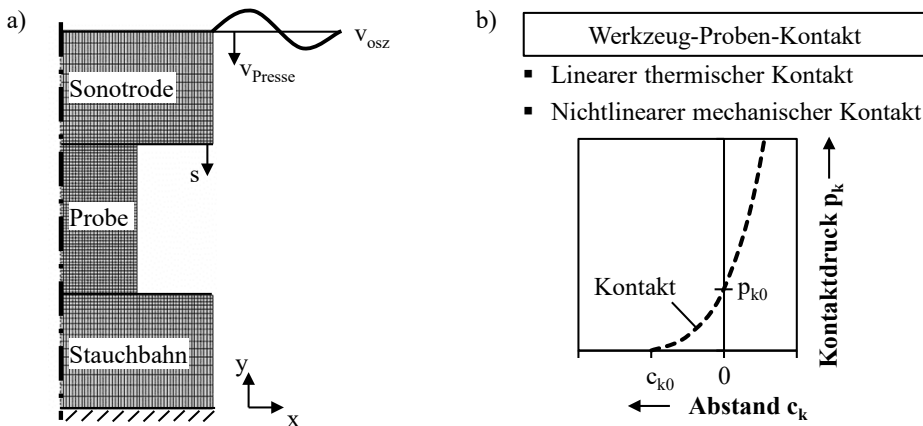 a)
v_osz
v_Presse
Sonotrode
s
Probe
Stauchbahn
y
x
b)
Werkzeug-Proben-Kontakt
▪ Linearer thermischer Kontakt
▪ Nichtlinearer mechanischer Kontakt
Kontakt
p_k0
Kontaktdruck p_k
c_k0
0
Abstand c_k